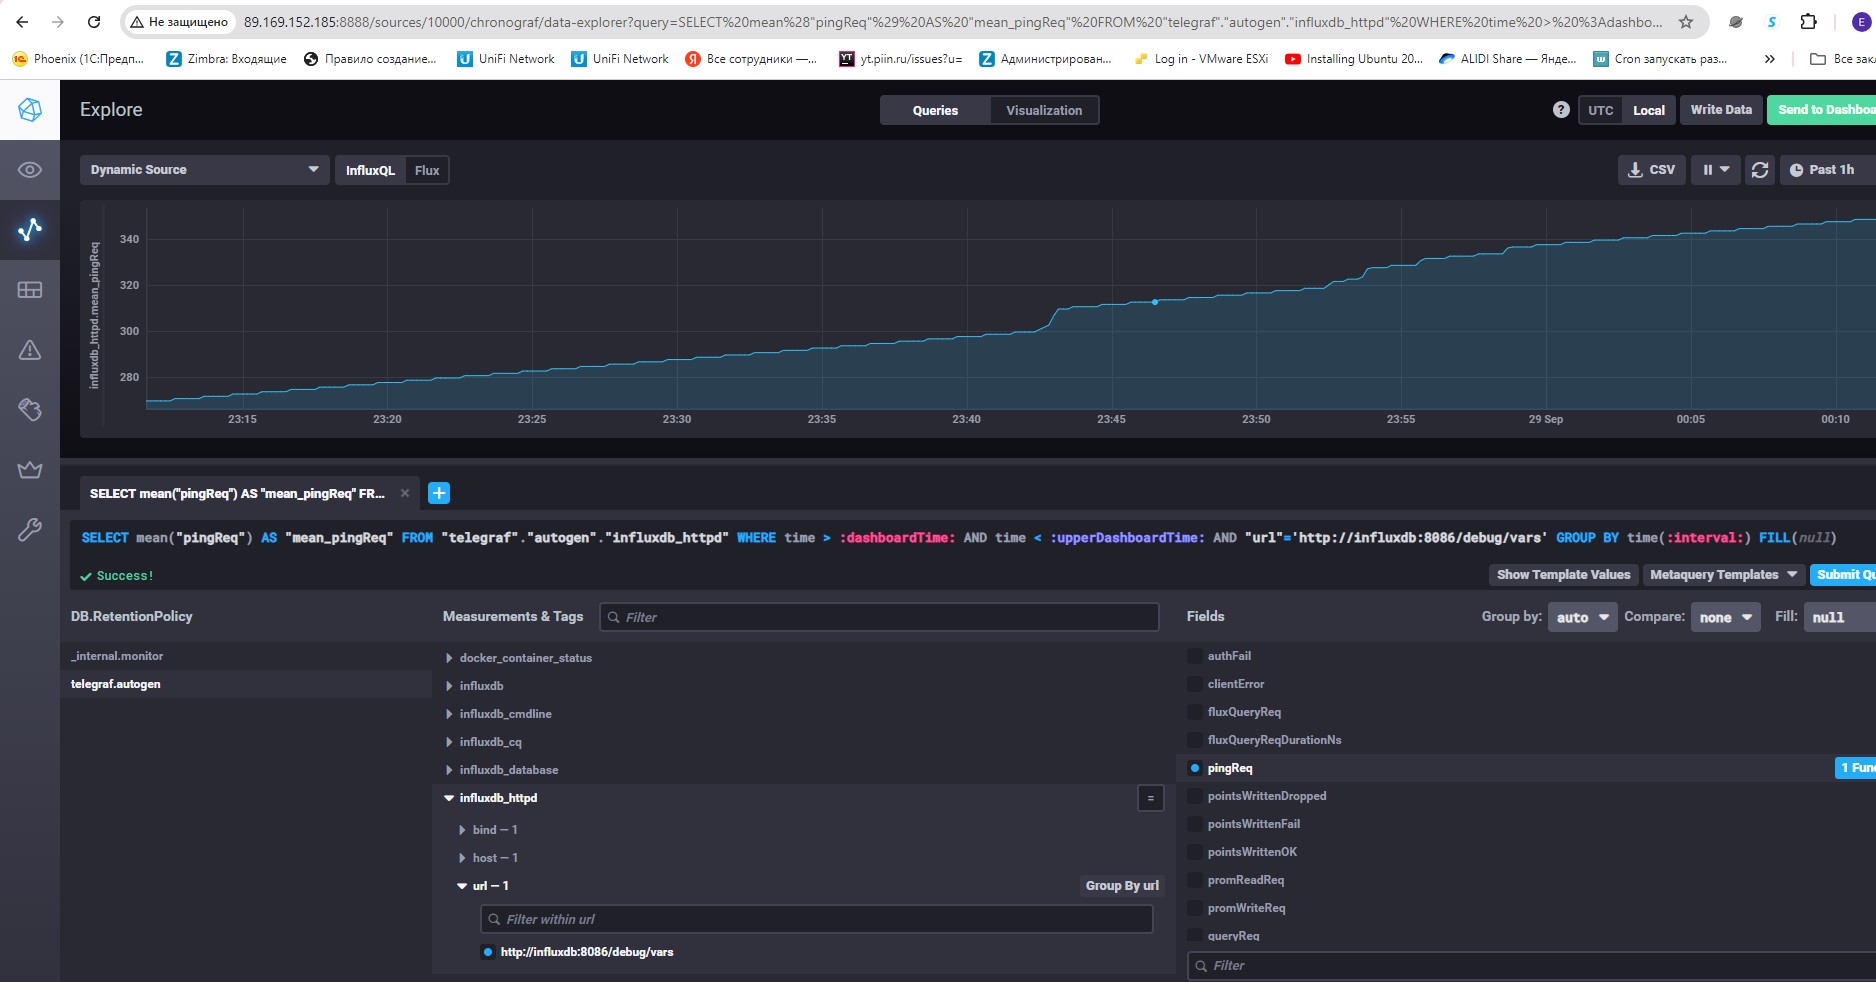 Не защищено 89.169.152.185:8888/sources/10000/chronograf/data-explorer?query=SELECT%20mean%28"pingReq"%29%20AS%20"mean_pingReq"%20FROM%20"telegraf"."autogen"."influxdb_httpd"%20WHERE%20time%20>%20%3Adashbo... S E
Phoenix (1С:Предп... Zimbra: Входящие Правило создание... UniFi Network UniFi Network Все сотрудники —... yt.piin.ru/issues?u= Администрирован... Log in - VMware ESXi Installing Ubuntu 20... ALIDI Share — Янде... Cron запускать раз... » Все закл
Explore Queries Visualization ? UTC Local Write Data Send to Dashboa
Dynamic Source InfluxQL Flux CSV Past 1h
influxdb_httpd.mean_pingReq
340
320
300
280
23:15 23:20 23:25 23:30 23:35 23:40 23:45 23:50 23:55 29 Sep 00:05 00:10
SELECT mean("pingReq") AS "mean_pingReq" FR... × +
SELECT mean("pingReq") AS "mean_pingReq" FROM "telegraf"."autogen"."influxdb_httpd" WHERE time > :dashboardTime: AND time < :upperDashboardTime: AND "url"='http://influxdb:8086/debug/vars' GROUP BY time(:interval:) FILL(null)
Success! Show Template Values Metaquery Templates Submit Qu
DB.RetentionPolicy Measurements & Tags Filter Fields Group by: auto Compare: none Fill: null
_internal.monitor
telegraf.autogen
docker_container_status
influxdb
influxdb_cmdline
influxdb_cq
influxdb_database
influxdb_httpd =
bind — 1
host — 1
url — 1 Group By url
Filter within url
http://influxdb:8086/debug/vars
authFail
clientError
fluxQueryReq
fluxQueryReqDurationNs
pingReq 1 Func
pointsWrittenDropped
pointsWrittenFail
pointsWrittenOK
promReadReq
promWriteReq
queryReq
Filter